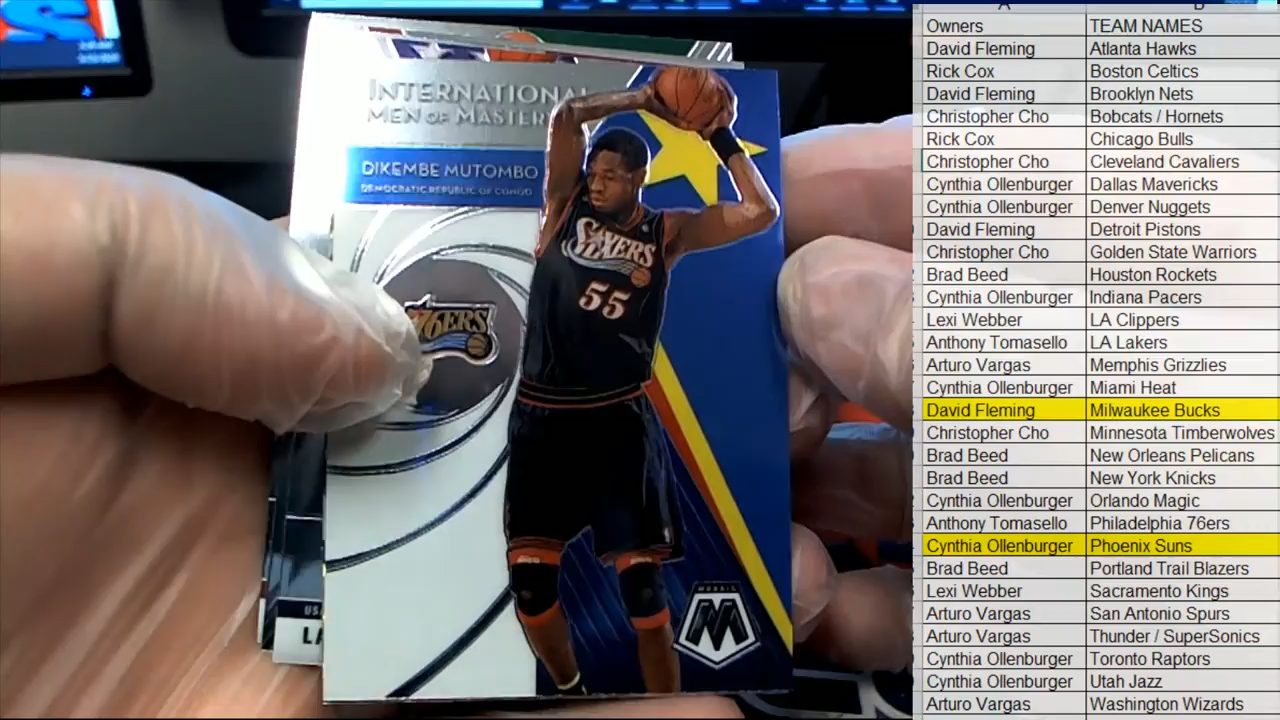 INTERNATIONAL
MEN OF MASTERY
DIKEMBE MUTOMBO
DEMOCRATIC REPUBLIC OF CONGO
SIXERS
55
76ERS
MOSAIC
M
LA
A B
Owners TEAM NAMES
David Fleming Atlanta Hawks
Rick Cox Boston Celtics
David Fleming Brooklyn Nets
Christopher Cho Bobcats / Hornets
Rick Cox Chicago Bulls
Christopher Cho Cleveland Cavaliers
Cynthia Ollenburger Dallas Mavericks
Cynthia Ollenburger Denver Nuggets
David Fleming Detroit Pistons
Christopher Cho Golden State Warriors
Brad Beed Houston Rockets
Cynthia Ollenburger Indiana Pacers
Lexi Webber LA Clippers
Anthony Tomasello LA Lakers
Arturo Vargas Memphis Grizzlies
Cynthia Ollenburger Miami Heat
David Fleming Milwaukee Bucks
Christopher Cho Minnesota Timberwolves
Brad Beed New Orleans Pelicans
Brad Beed New York Knicks
Cynthia Ollenburger Orlando Magic
Anthony Tomasello Philadelphia 76ers
Cynthia Ollenburger Phoenix Suns
Brad Beed Portland Trail Blazers
Lexi Webber Sacramento Kings
Arturo Vargas San Antonio Spurs
Arturo Vargas Thunder / SuperSonics
Cynthia Ollenburger Toronto Raptors
Cynthia Ollenburger Utah Jazz
Arturo Vargas Washington Wizards